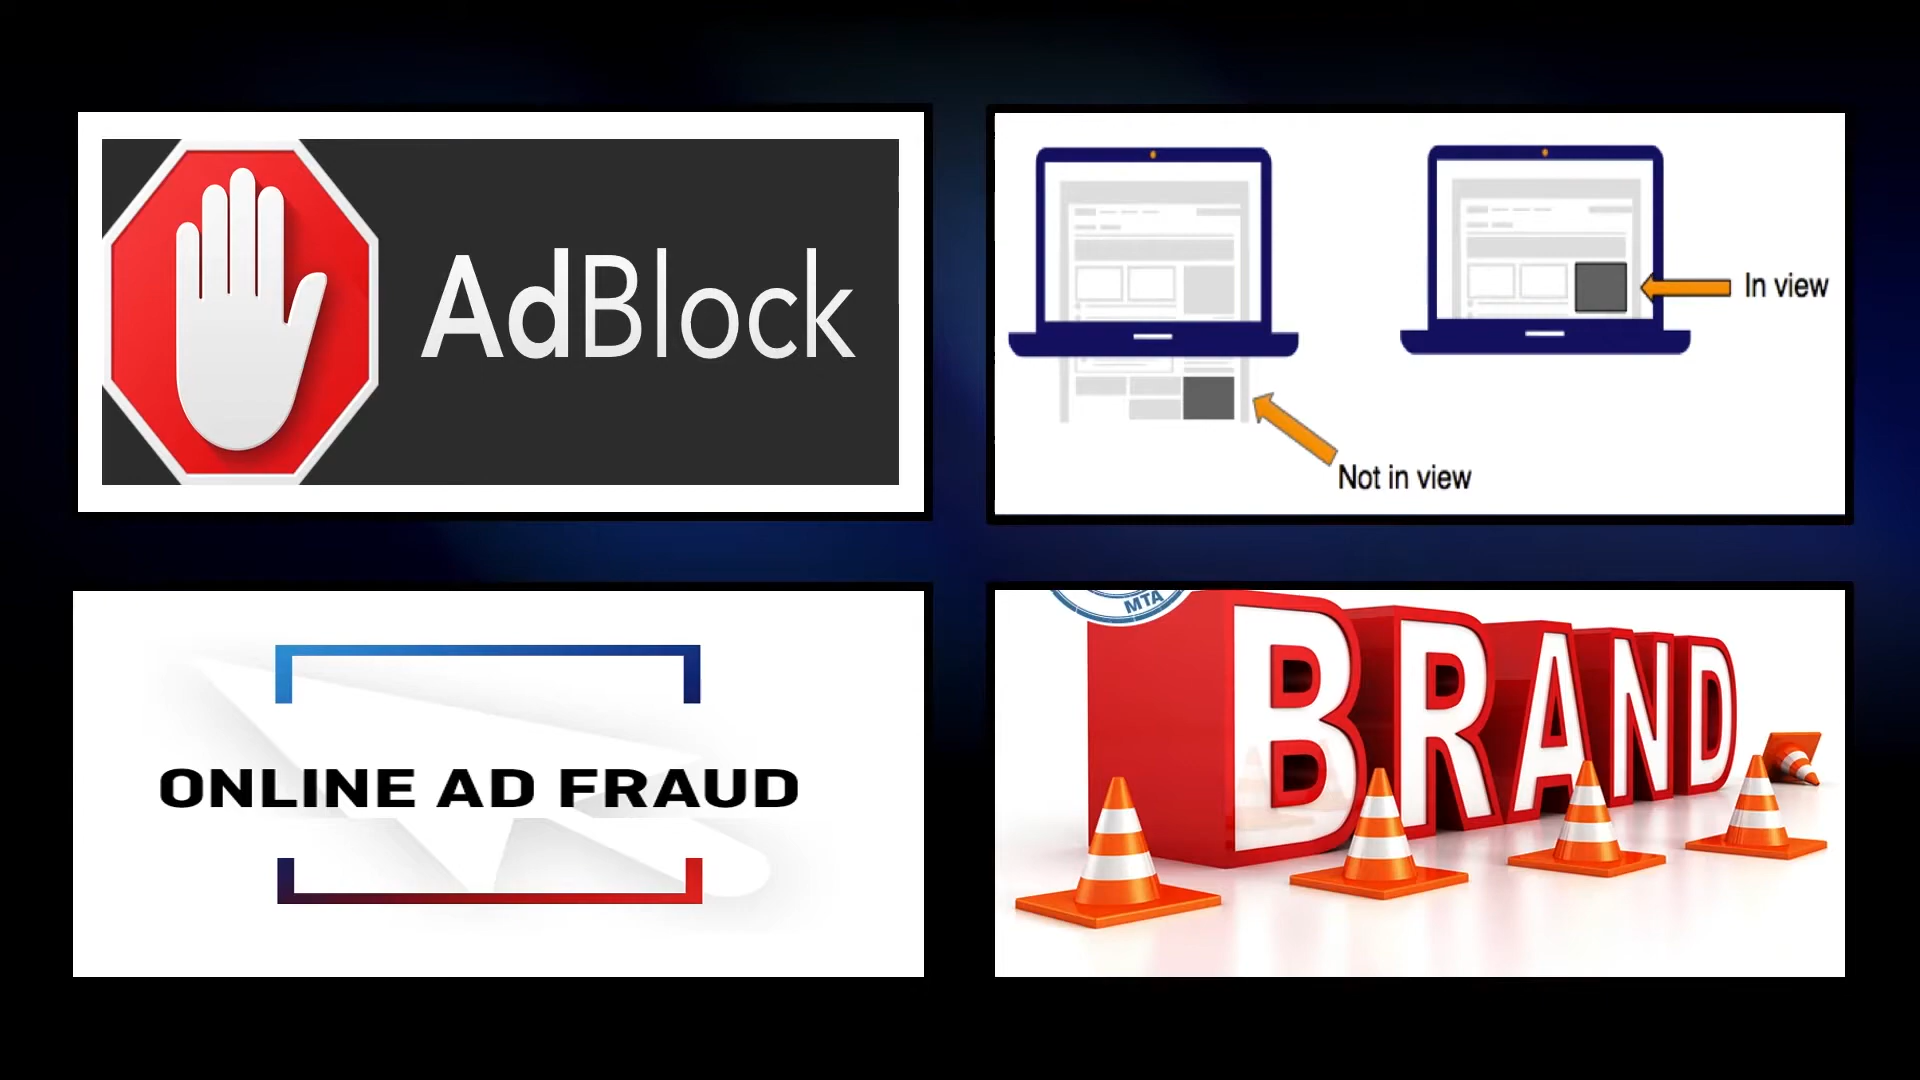 AdBlock
In view
Not in view
ONLINE AD FRAUD
MTA
BRAND